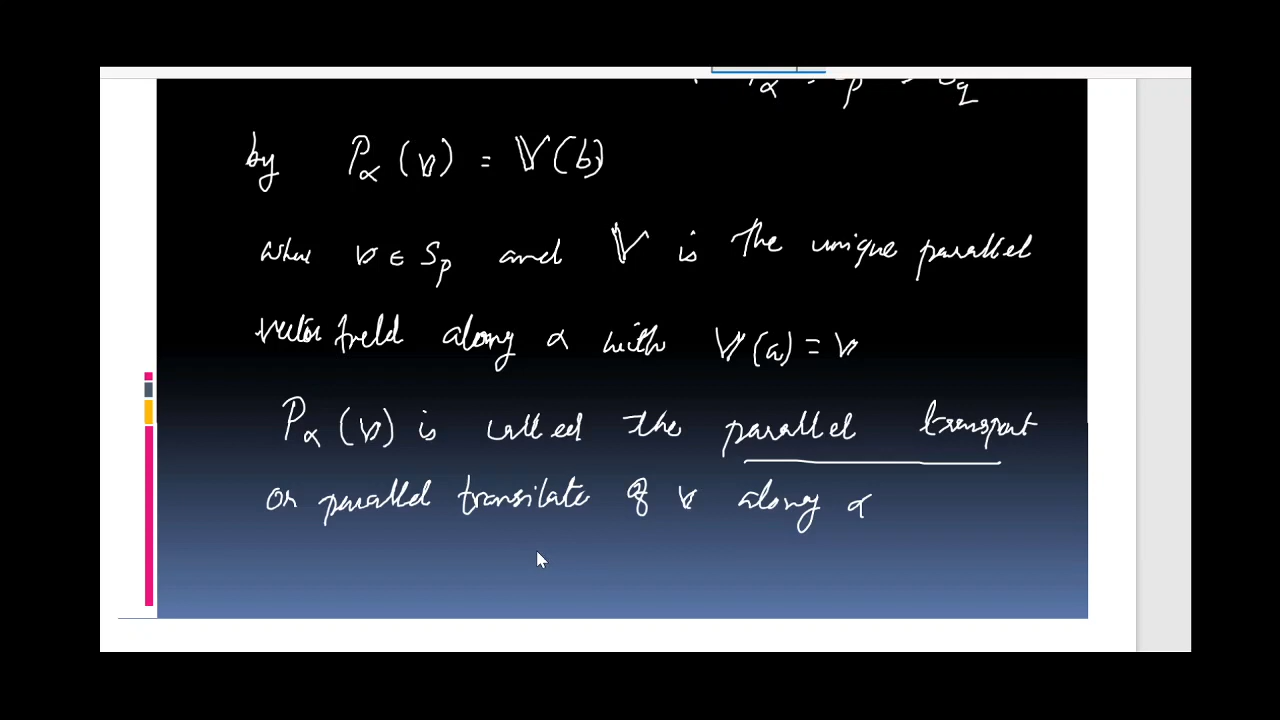 by P_α (v) = 𝕍(b)
where v ∈ S_p and 𝕍 is the unique parallel
vector field along α with 𝕍(a) = v
P_α (v) is called the parallel transport
or parallel translate of v along α